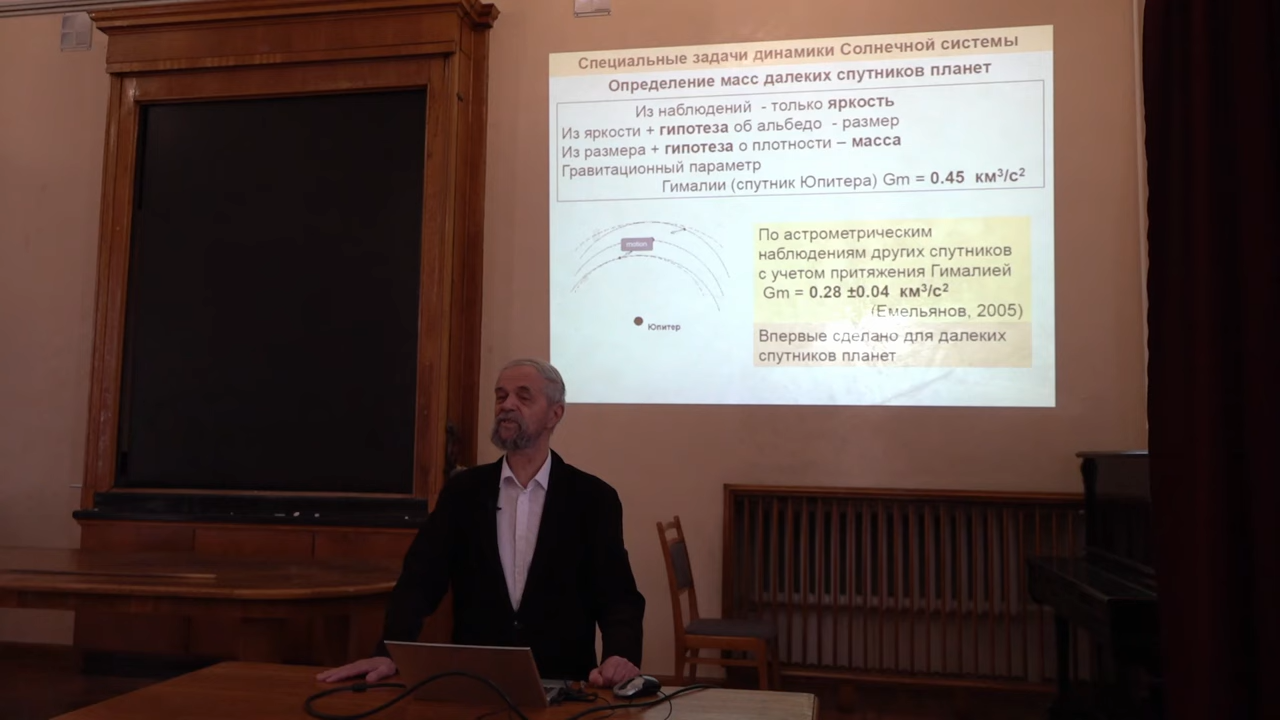 Специальные задачи динамики Солнечной системы
Определение масс далеких спутников планет
Из наблюдений - только яркость
Из яркости + гипотеза об альбедо - размер
Из размера + гипотеза о плотности – масса
Гравитационный параметр
Гималии (спутник Юпитера) Gm = 0.45 км³/с²
motion
Юпитер
По астрометрическим
наблюдениям других спутников
с учетом притяжения Гималией
Gm = 0.28 ±0.04 км³/с²
(Емельянов, 2005)
Впервые сделано для далеких
спутников планет